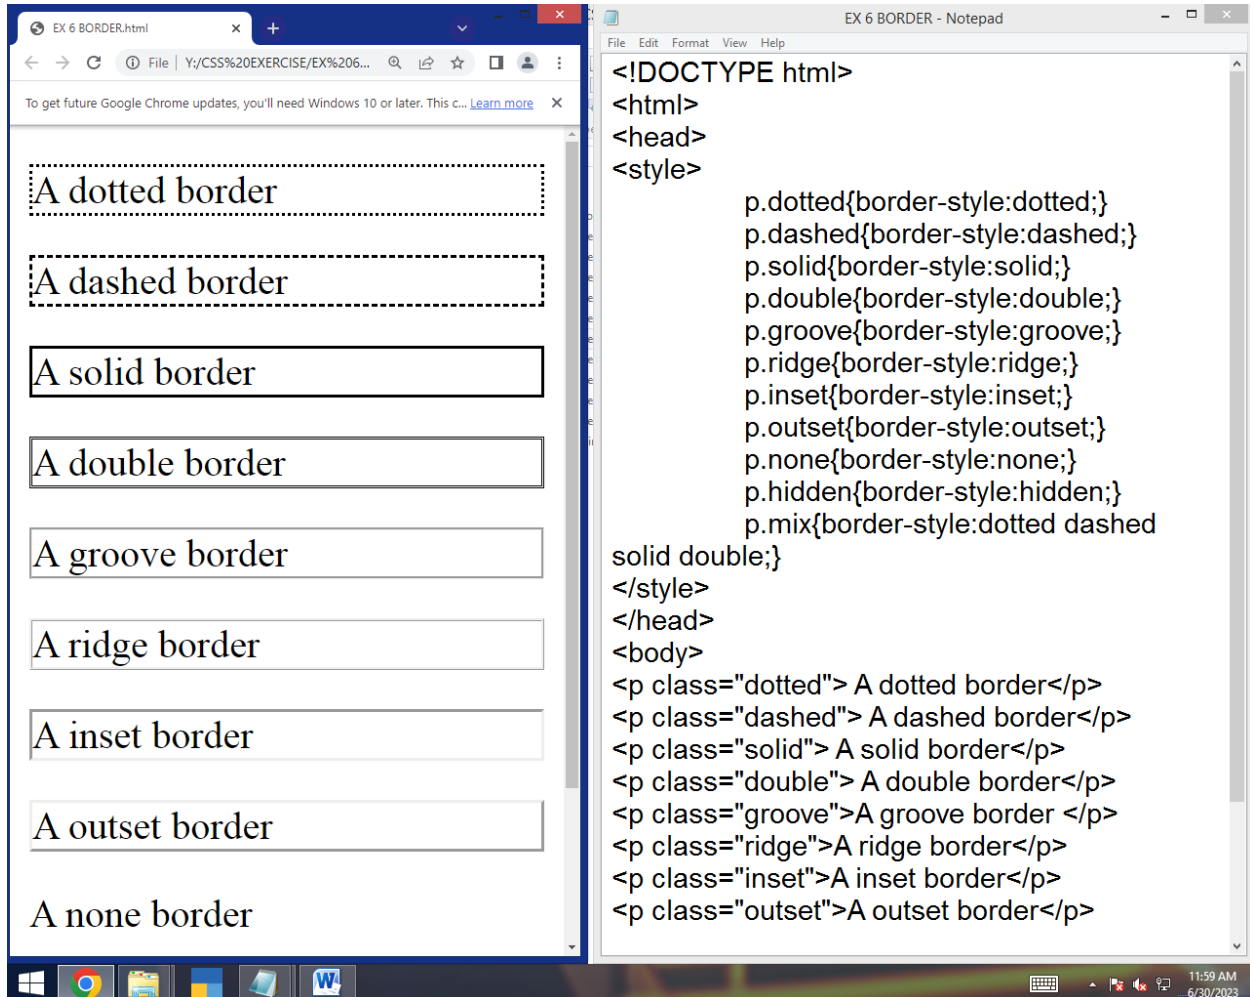 EX 6 BORDER.html
File | Y:/CSS%20EXERCISE/EX%206...
To get future Google Chrome updates, you'll need Windows 10 or later. This c... Learn more
A dotted border
A dashed border
A solid border
A double border
A groove border
A ridge border
A inset border
A outset border
A none border
EX 6 BORDER - Notepad
File Edit Format View Help
<!DOCTYPE html>
<html>
<head>
<style>
p.dotted{border-style:dotted;}
p.dashed{border-style:dashed;}
p.solid{border-style:solid;}
p.double{border-style:double;}
p.groove{border-style:groove;}
p.ridge{border-style:ridge;}
p.inset{border-style:inset;}
p.outset{border-style:outset;}
p.none{border-style:none;}
p.hidden{border-style:hidden;}
p.mix{border-style:dotted dashed
solid double;}
</style>
</head>
<body>
<p class="dotted"> A dotted border</p>
<p class="dashed"> A dashed border</p>
<p class="solid"> A solid border</p>
<p class="double"> A double border</p>
<p class="groove">A groove border </p>
<p class="ridge">A ridge border</p>
<p class="inset">A inset border</p>
<p class="outset">A outset border</p>
11:59 AM
6/30/2023